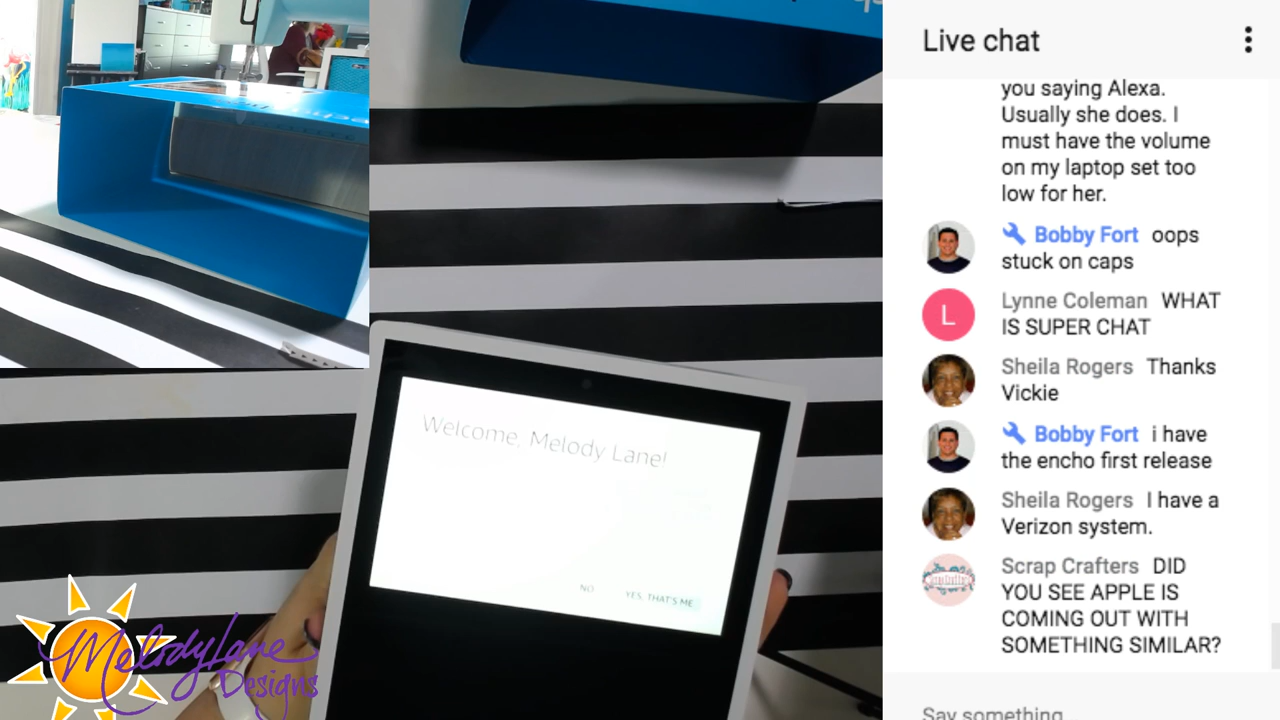 Welcome, Melody Lane!
NO
YES, THAT'S ME
MelodyLane
Designs
Live chat
you saying Alexa.
Usually she does. I
must have the volume
on my laptop set too
low for her.
Bobby Fort oops
stuck on caps
L
Lynne Coleman WHAT
IS SUPER CHAT
Sheila Rogers Thanks
Vickie
Bobby Fort i have
the encho first release
Sheila Rogers I have a
Verizon system.
Scrap Crafters DID
YOU SEE APPLE IS
COMING OUT WITH
SOMETHING SIMILAR?
Say something